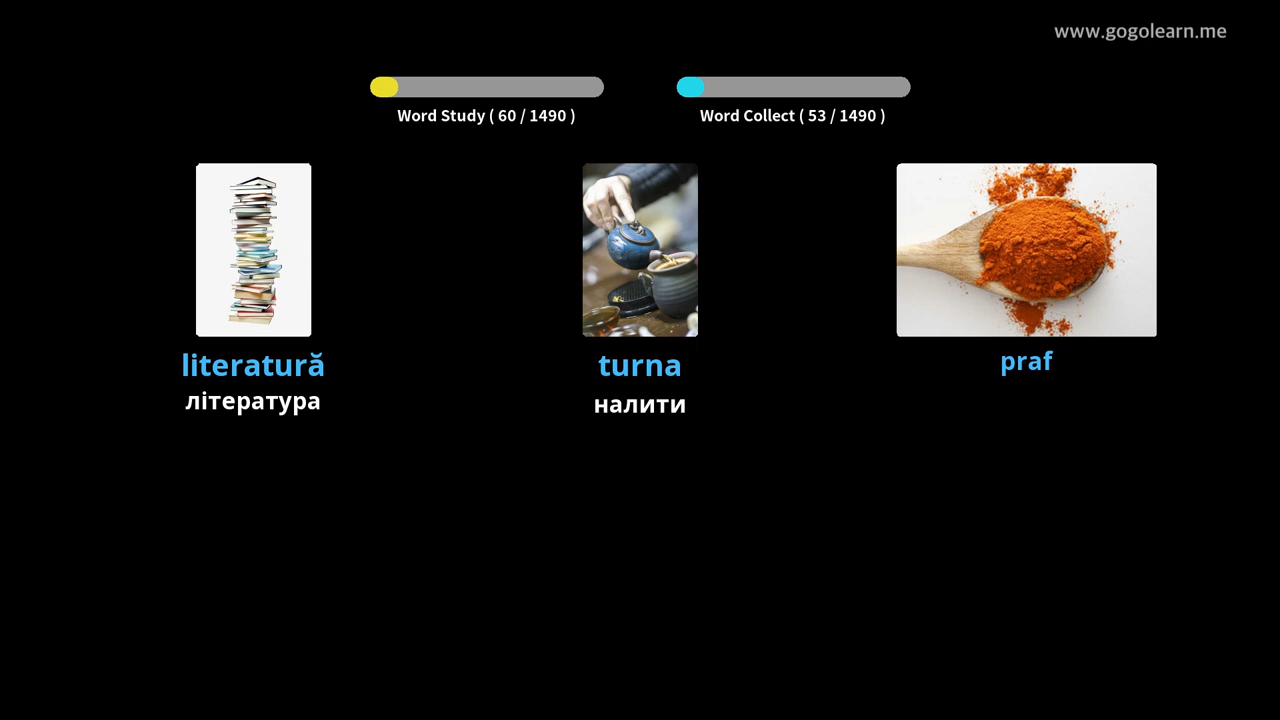 www.gogolearn.me
Word Study ( 60 / 1490 )
Word Collect ( 53 / 1490 )
literatură
література
turna
налити
praf